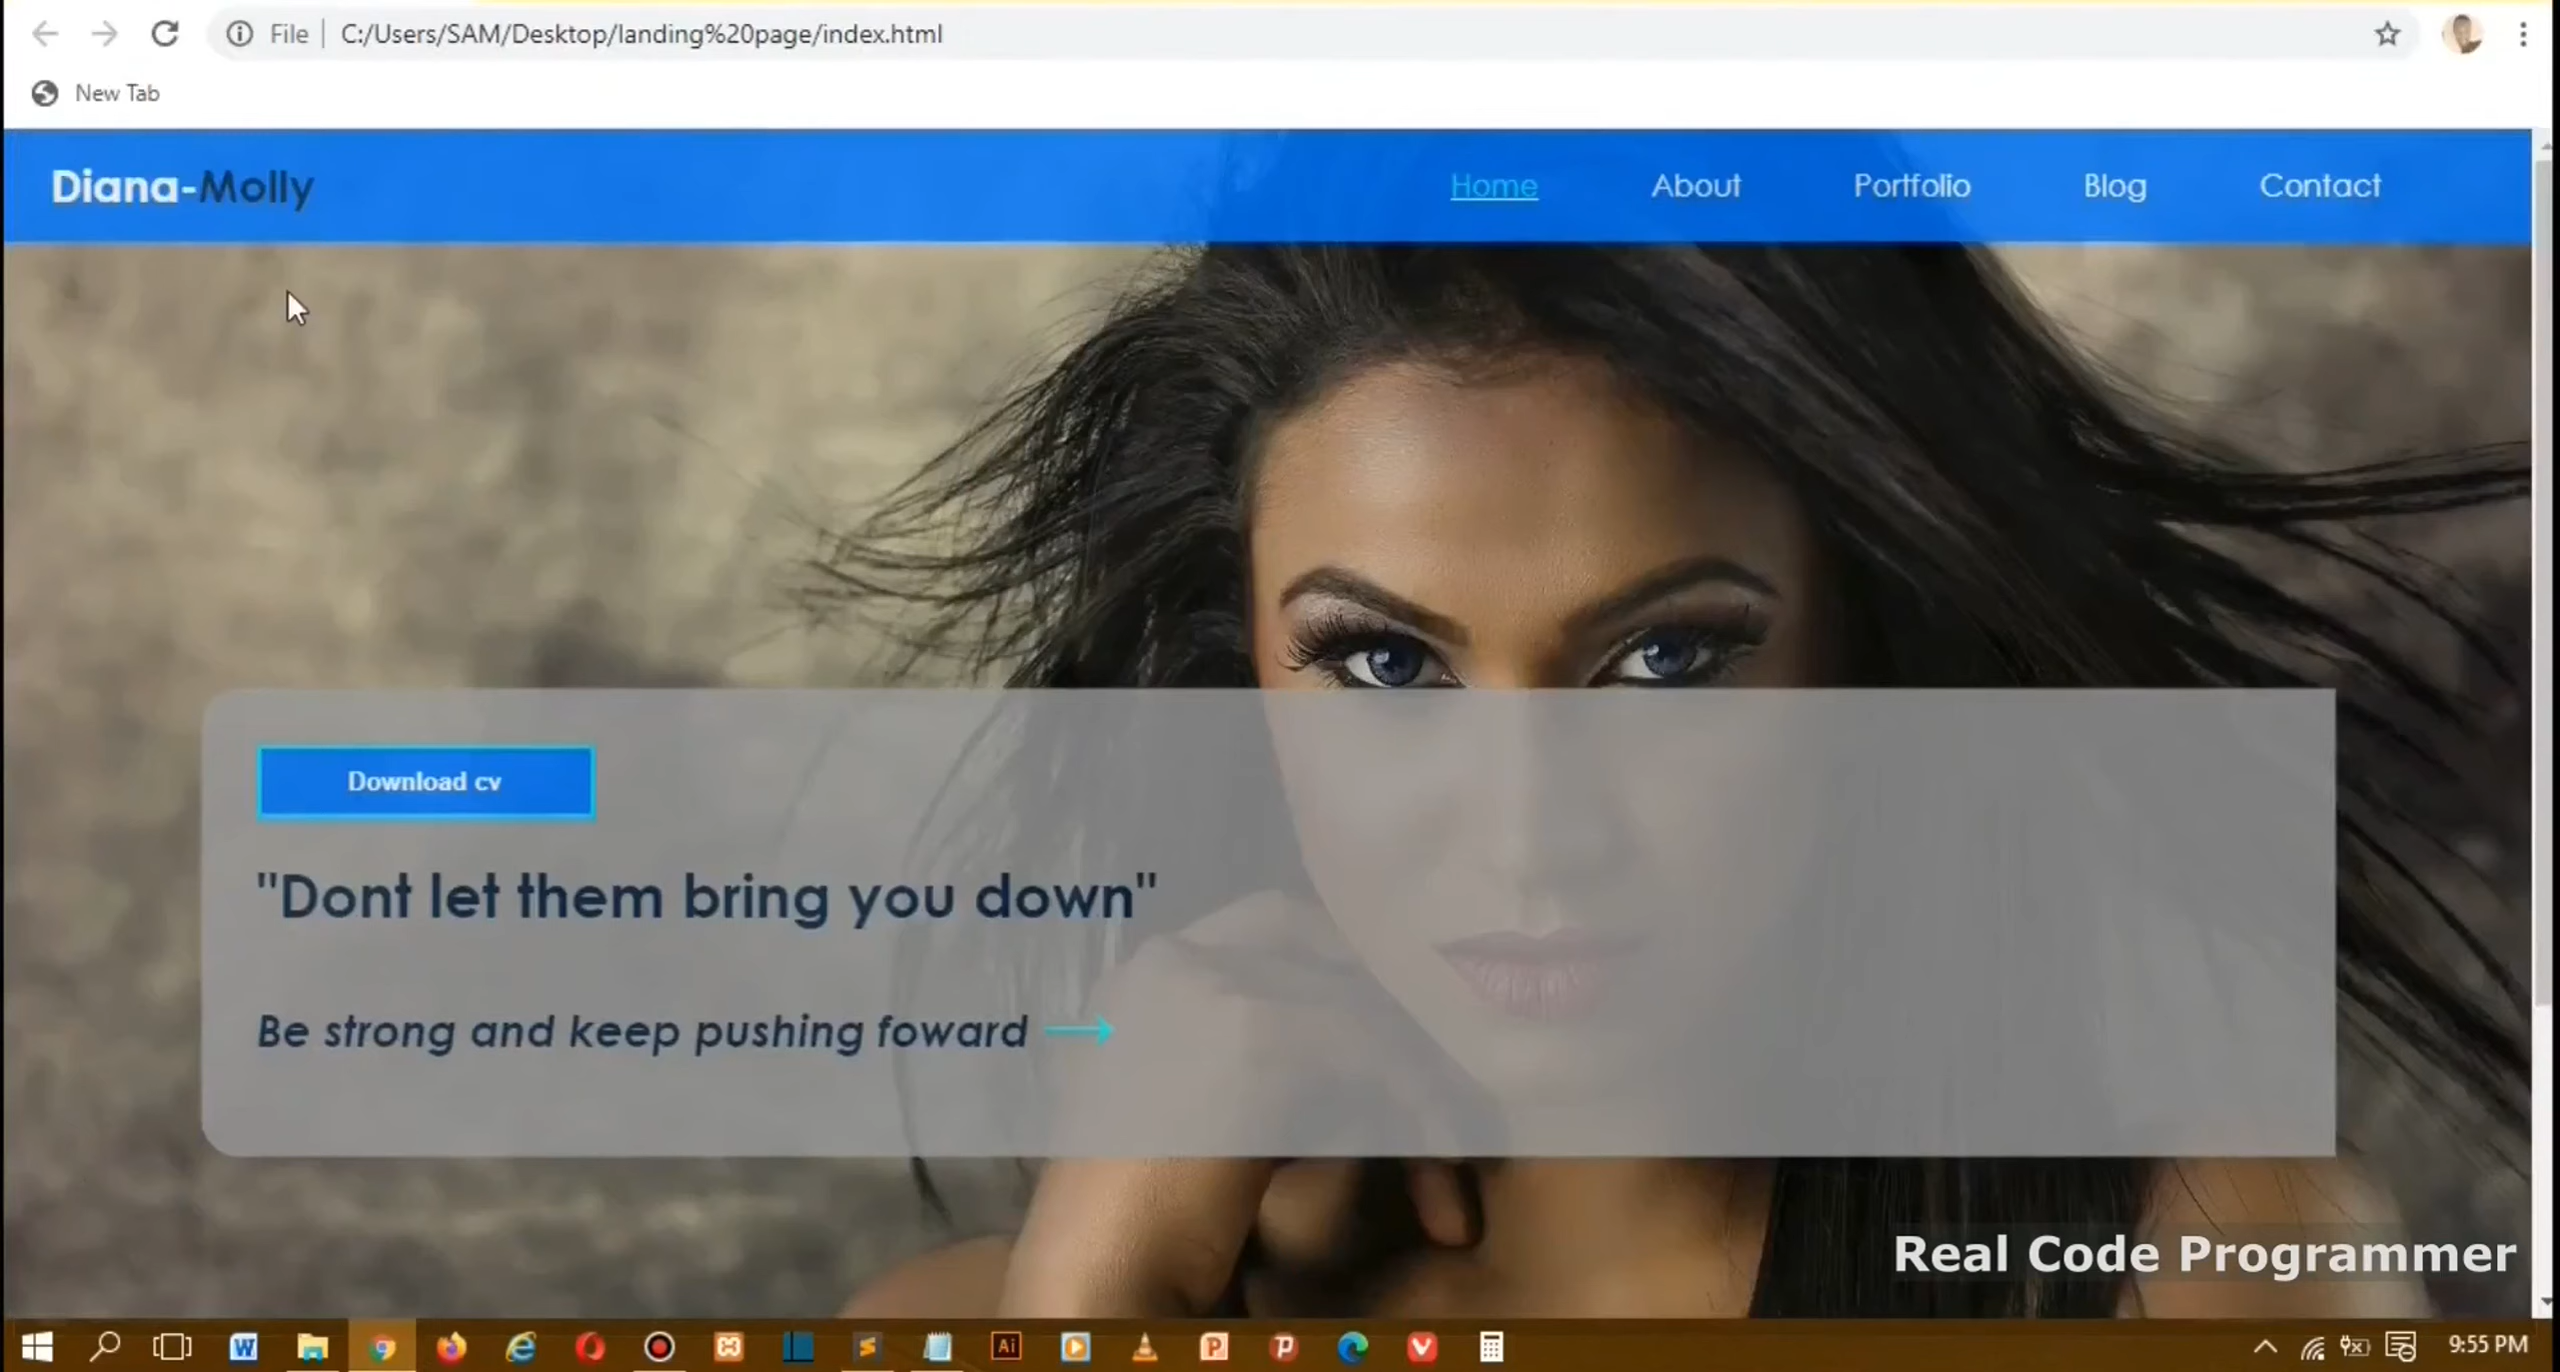 File C:/Users/SAM/Desktop/landing%20page/index.html
New Tab
Diana-Molly Home About Portfolio Blog Contact
Download cv
"Dont let them bring you down"
Be strong and keep pushing foward →
Real Code Programmer
9:55 PM